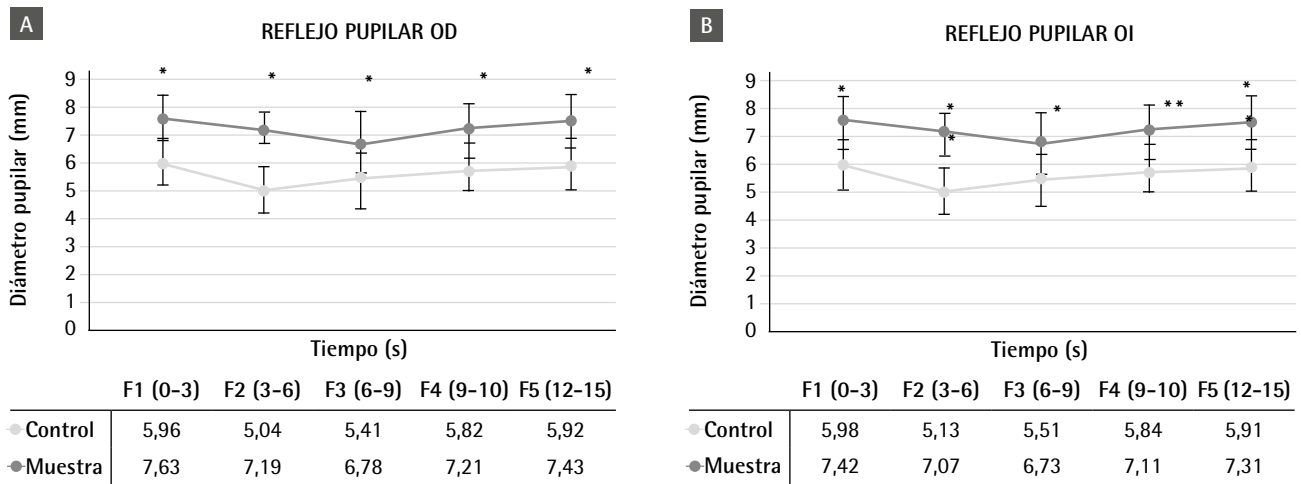 A
REFLEJO PUPILAR OD
Diámetro pupilar (mm)
9
8
7
6
5
4
3
2
1
0
* * * * *
Tiempo (s)
F1 (0-3) F2 (3-6) F3 (6-9) F4 (9-10) F5 (12-15)
Control 5,96 5,04 5,41 5,82 5,92
Muestra 7,63 7,19 6,78 7,21 7,43
B
REFLEJO PUPILAR OI
Diámetro pupilar (mm)
9
8
7
6
5
4
3
2
1
0
* * * ** *
* *
Tiempo (s)
F1 (0-3) F2 (3-6) F3 (6-9) F4 (9-10) F5 (12-15)
Control 5,98 5,13 5,51 5,84 5,91
Muestra 7,42 7,07 6,73 7,11 7,31